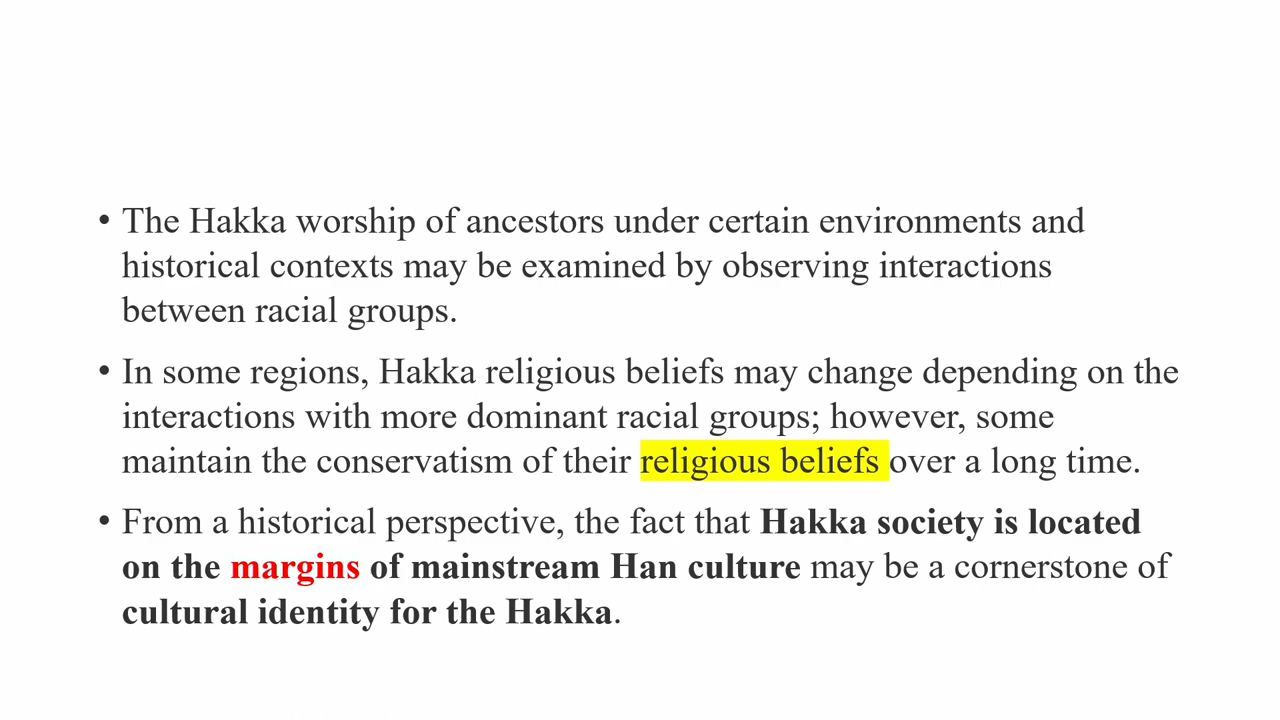 • The Hakka worship of ancestors under certain environments and
historical contexts may be examined by observing interactions
between racial groups.
• In some regions, Hakka religious beliefs may change depending on the
interactions with more dominant racial groups; however, some
maintain the conservatism of their religious beliefs over a long time.
• From a historical perspective, the fact that Hakka society is located
on the margins of mainstream Han culture may be a cornerstone of
cultural identity for the Hakka.